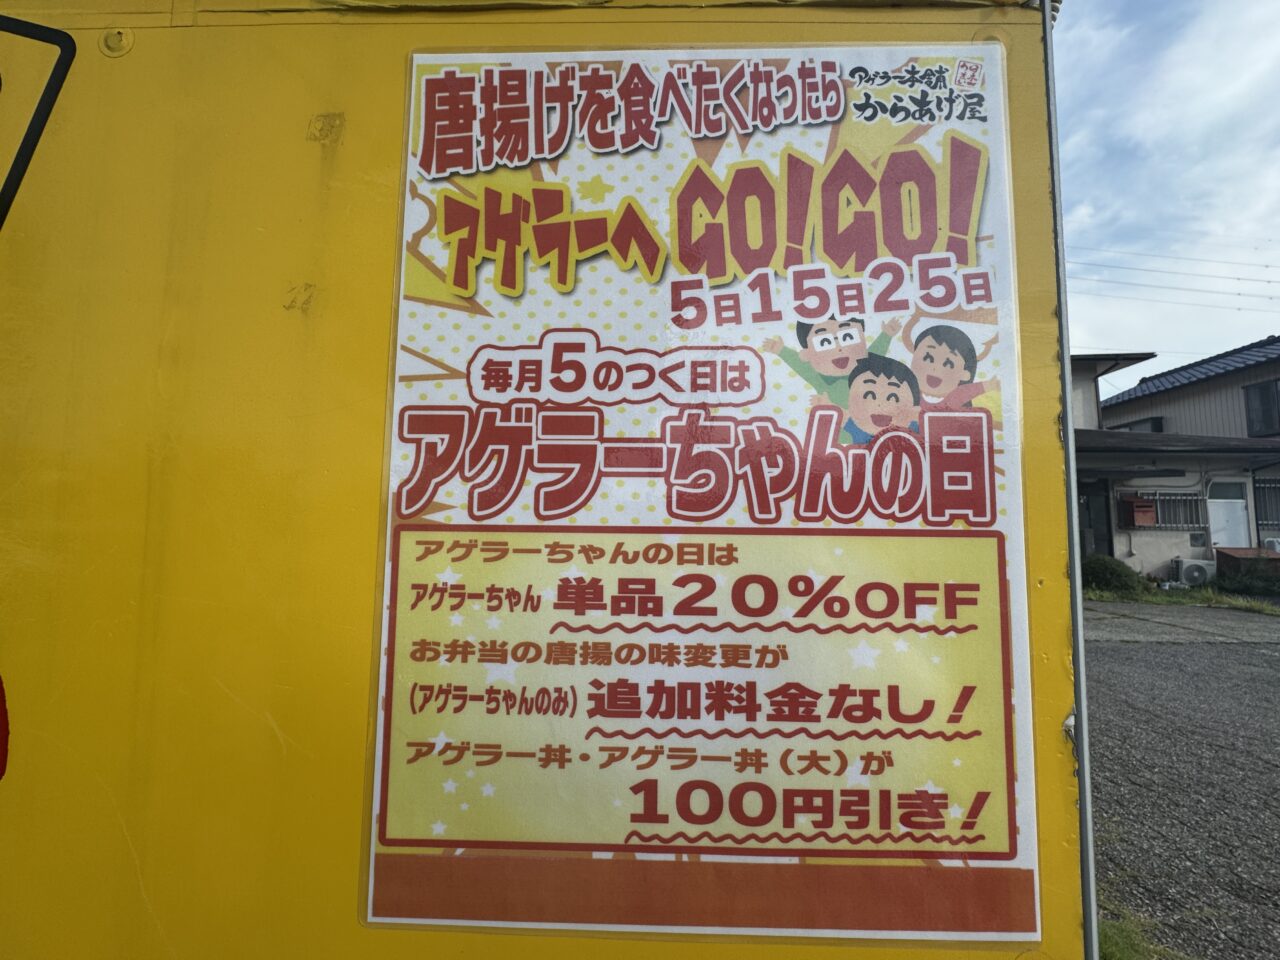 唐揚げを食べたくなったら
アゲラー本舗
からあげ屋
アゲラーへ GO!GO!
5日15日25日
毎月5のつく日は
アゲラーちゃんの日
アゲラーちゃんの日は
アゲラーちゃん 単品20%OFF
お弁当の唐揚の味変更が
(アゲラーちゃんのみ) 追加料金なし!
アゲラー丼・アゲラー丼(大)が
100円引き!